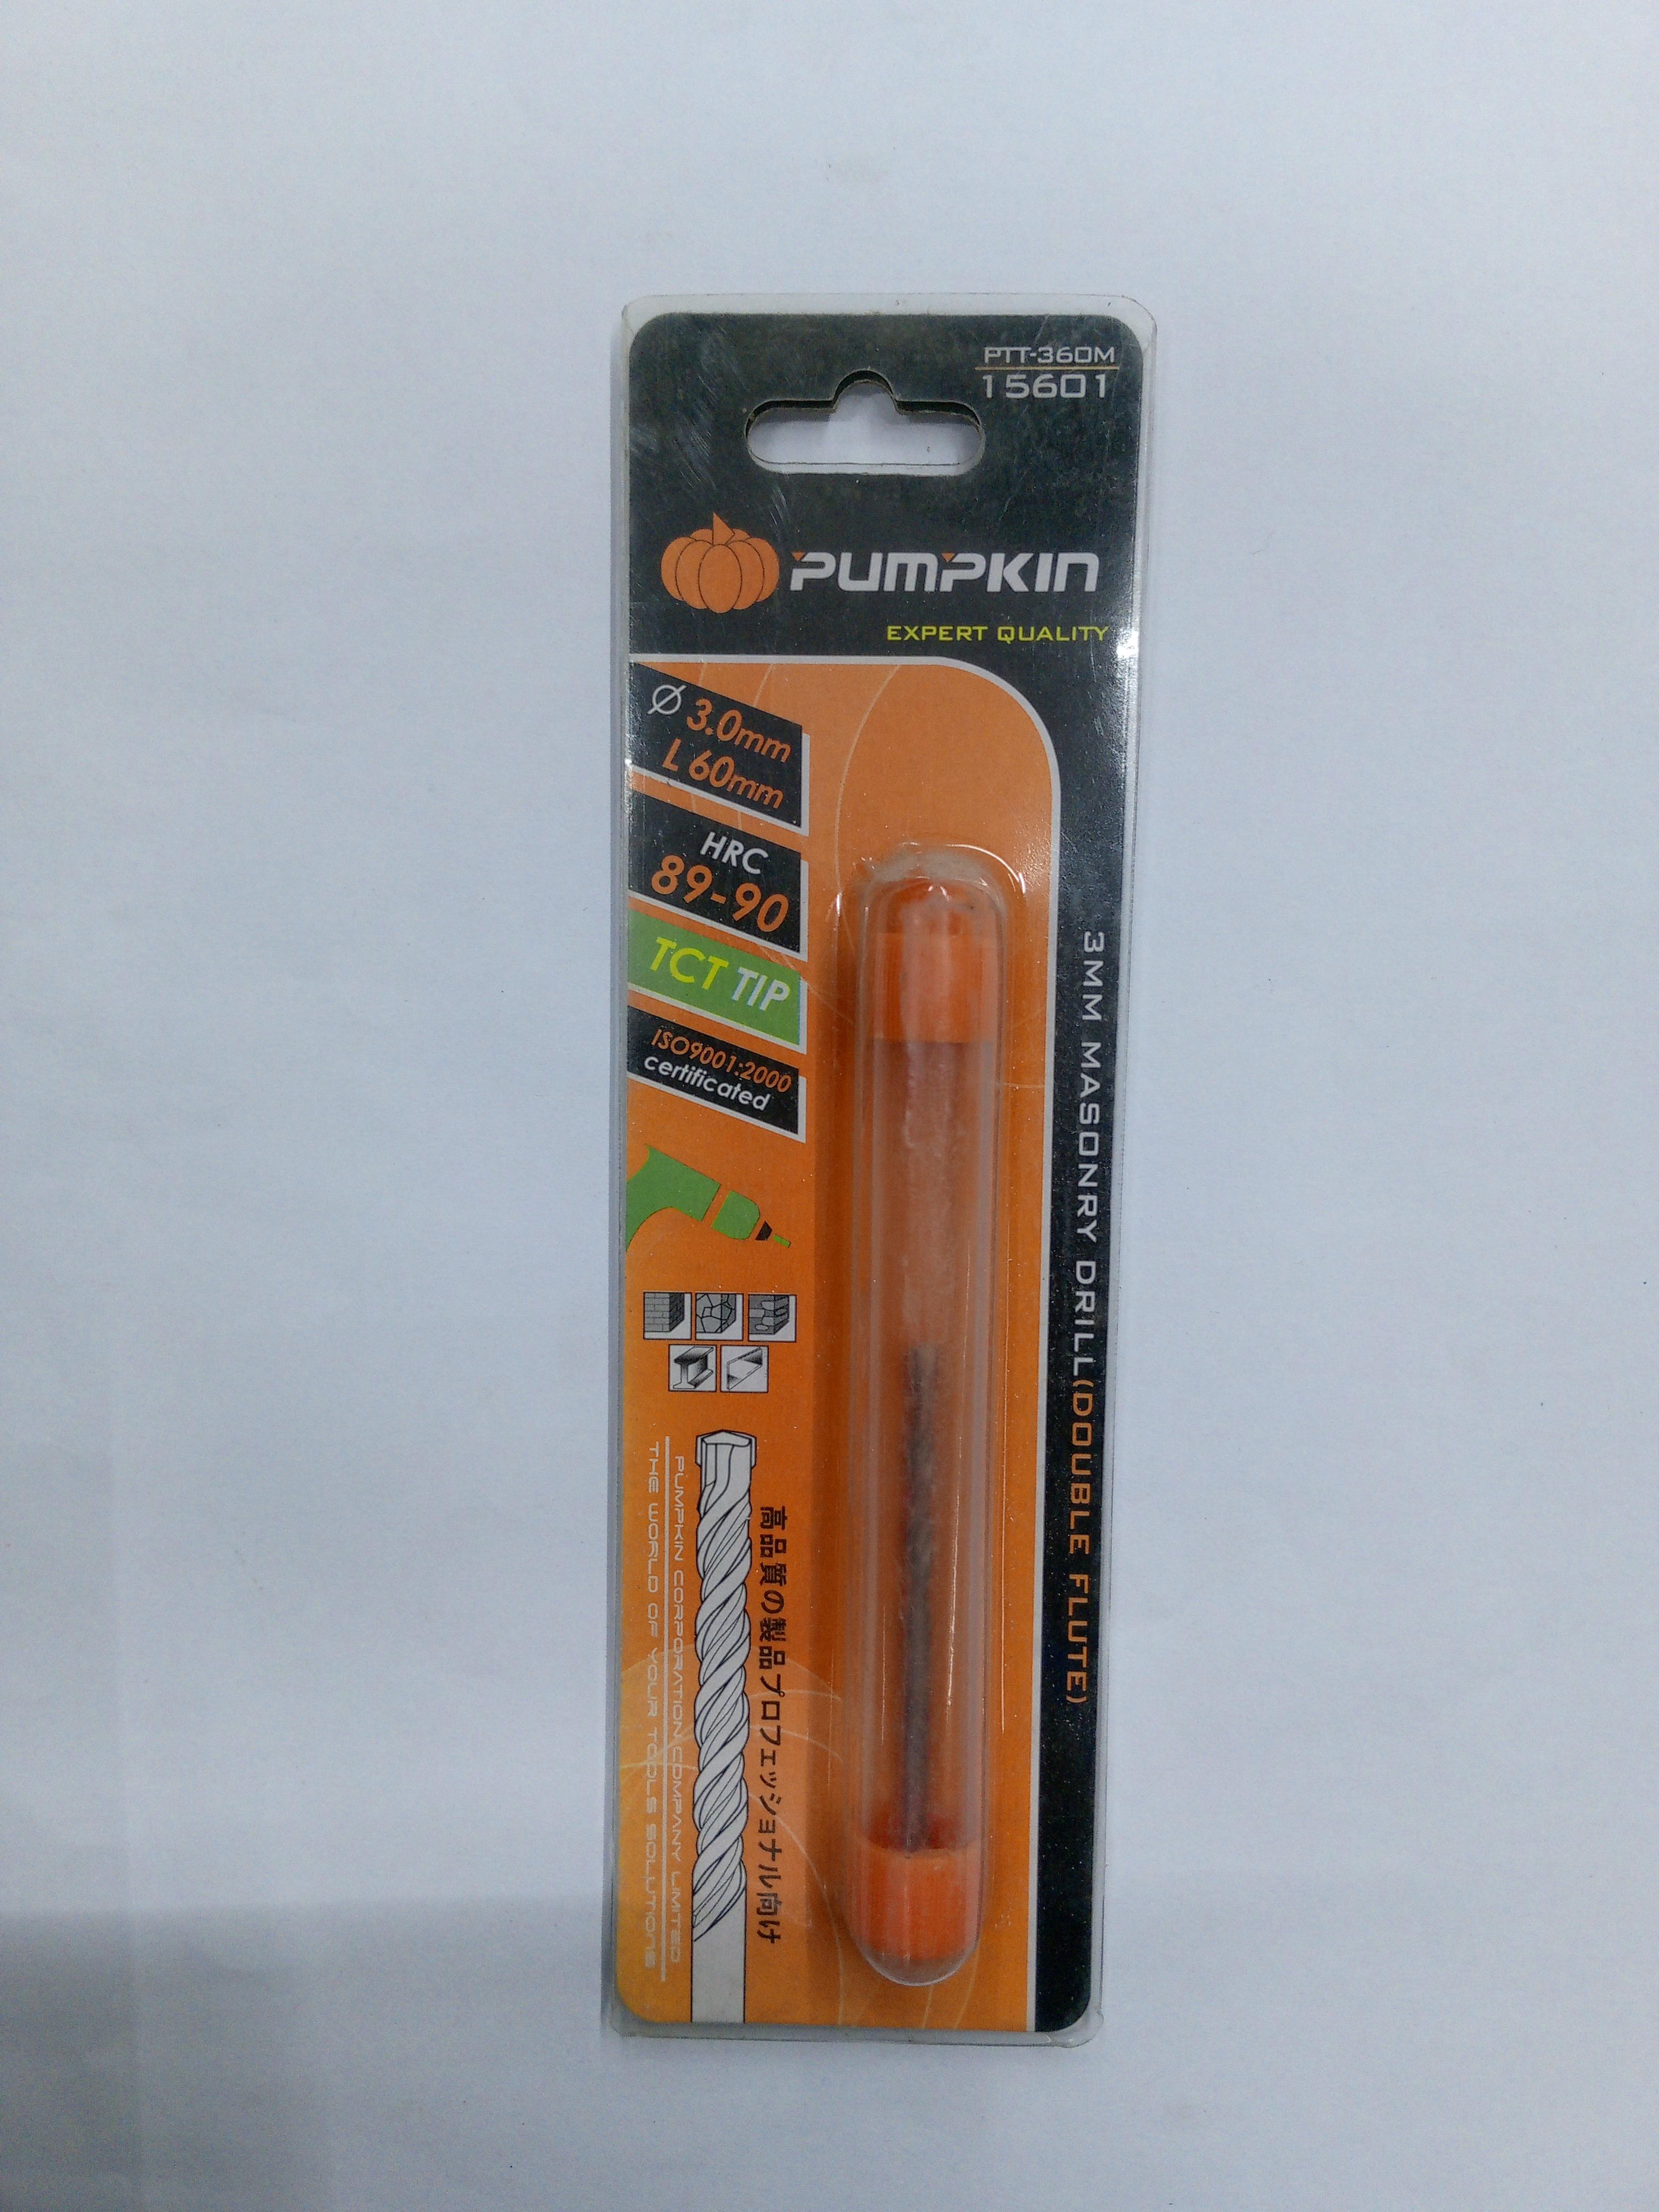 PTT-360M
15601
PUMPKIN
EXPERT QUALITY
Ø 3.0mm
L 60mm
HRC
89-90
TCT TIP
ISO9001:2000
certificated
3MM MASONRY DRILL(DOUBLE FLUTE)
高品質の製品プロフェッショナル向け
PUMPKIN CORPORATION COMPANY LIMITED
THE WORLD OF YOUR TOOLS SOLUTIONS